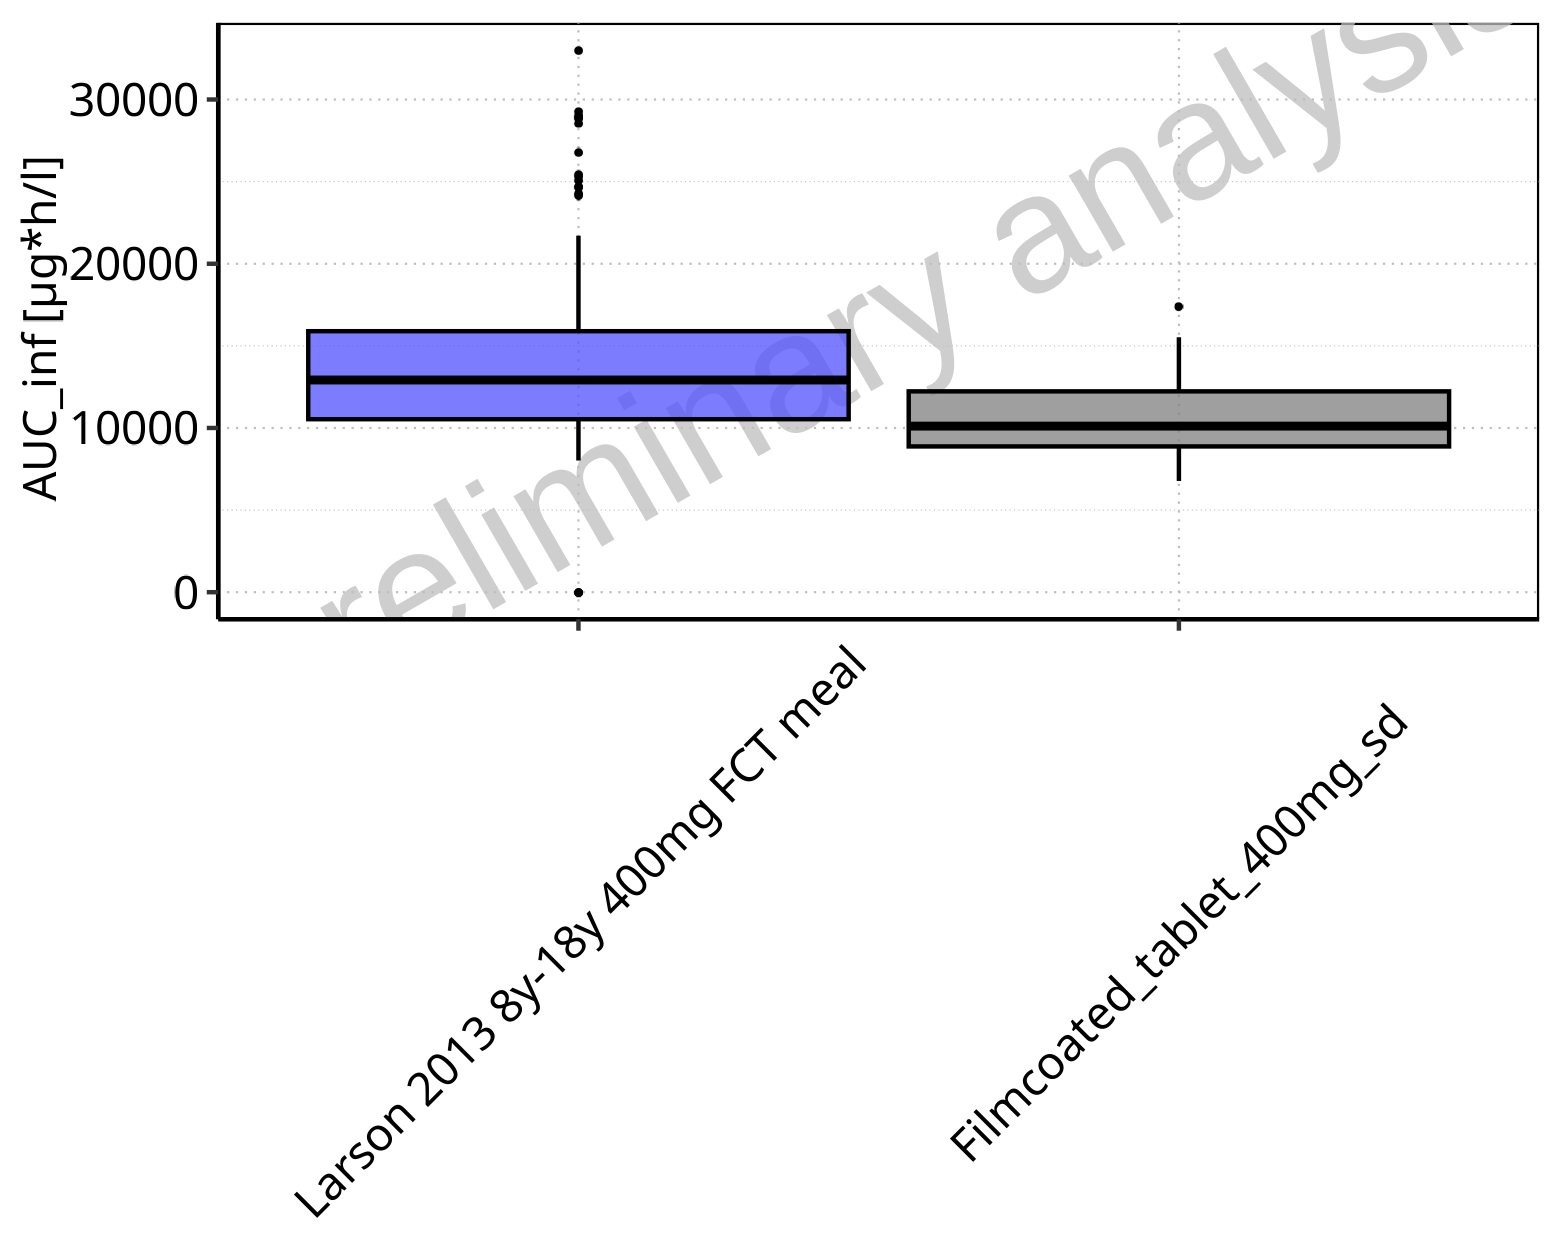 AUC_inf [µg*h/l]
30000
20000
10000
0
reliminary analysis
Larson 2013 8y-18y 400mg FCT meal
Filmcoated_tablet_400mg_sd